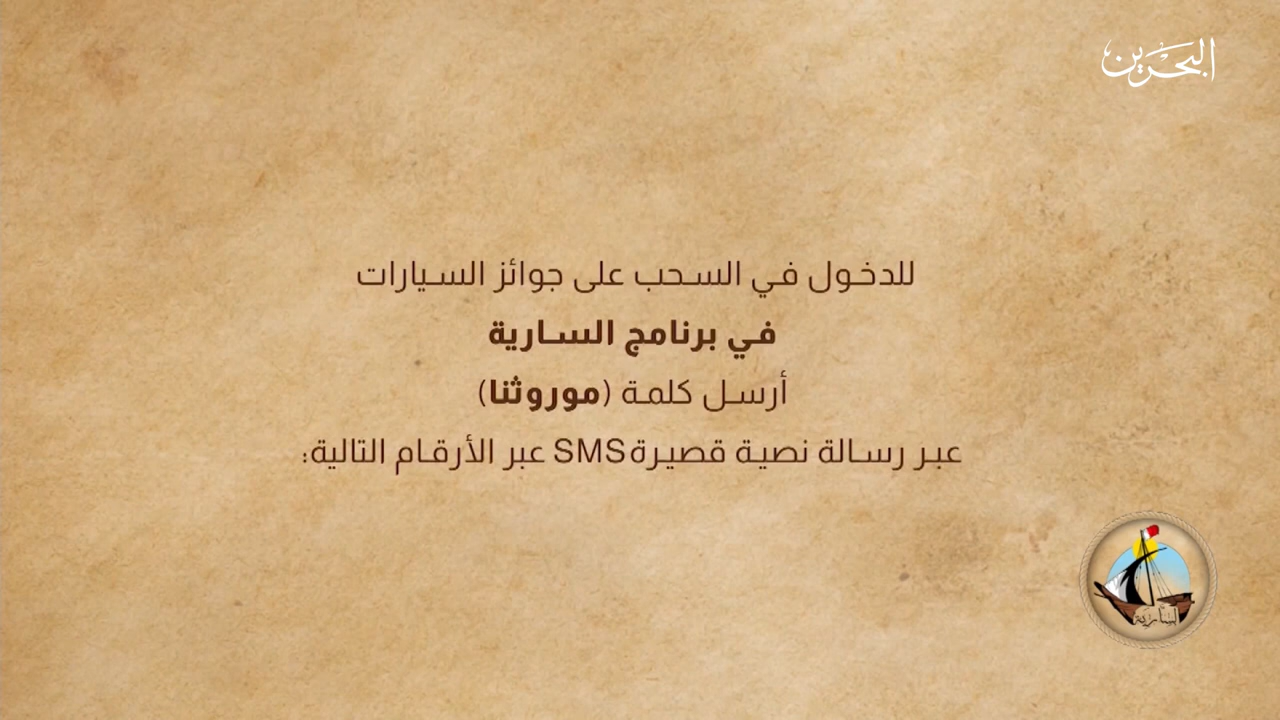 البحرين
للدخول في السحب على جوائز السيارات
في برنامج السارية
أرسل كلمة (موروثنا)
عبر رسالة نصية قصيرة SMS عبر الأرقام التالية:
السارية